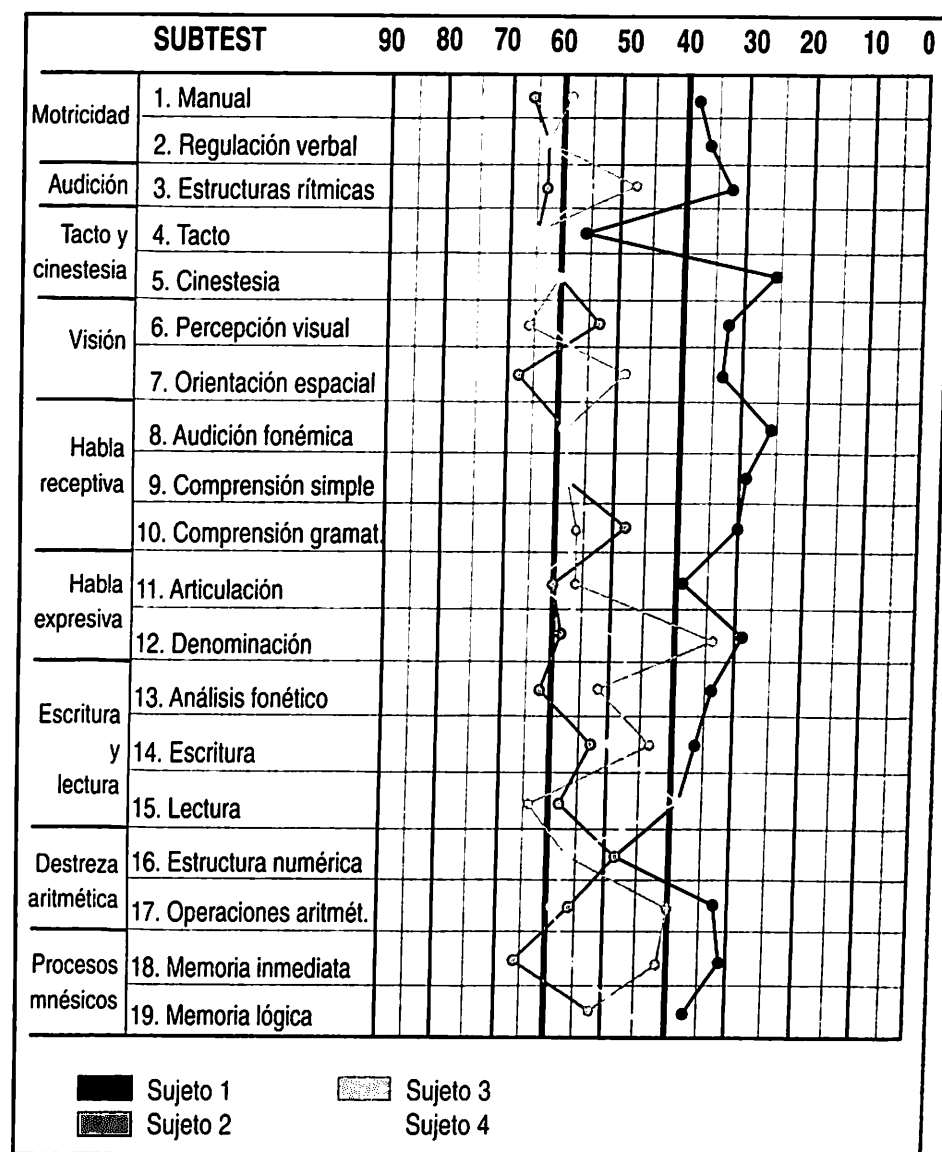 SUBTEST 90 80 70 60 50 40 30 20 10 0
Motricidad
1. Manual
2. Regulación verbal
Audición
3. Estructuras rítmicas
Tacto y
cinestesia
4. Tacto
5. Cinestesia
Visión
6. Percepción visual
7. Orientación espacial
Habla
receptiva
8. Audición fonémica
9. Comprensión simple
10. Comprensión gramat.
Habla
expresiva
11. Articulación
12. Denominación
Escritura
y
lectura
13. Análisis fonético
14. Escritura
15. Lectura
Destreza
aritmética
16. Estructura numérica
17. Operaciones aritmét.
Procesos
mnésicos
18. Memoria inmediata
19. Memoria lógica
Sujeto 1 Sujeto 3
Sujeto 2 Sujeto 4